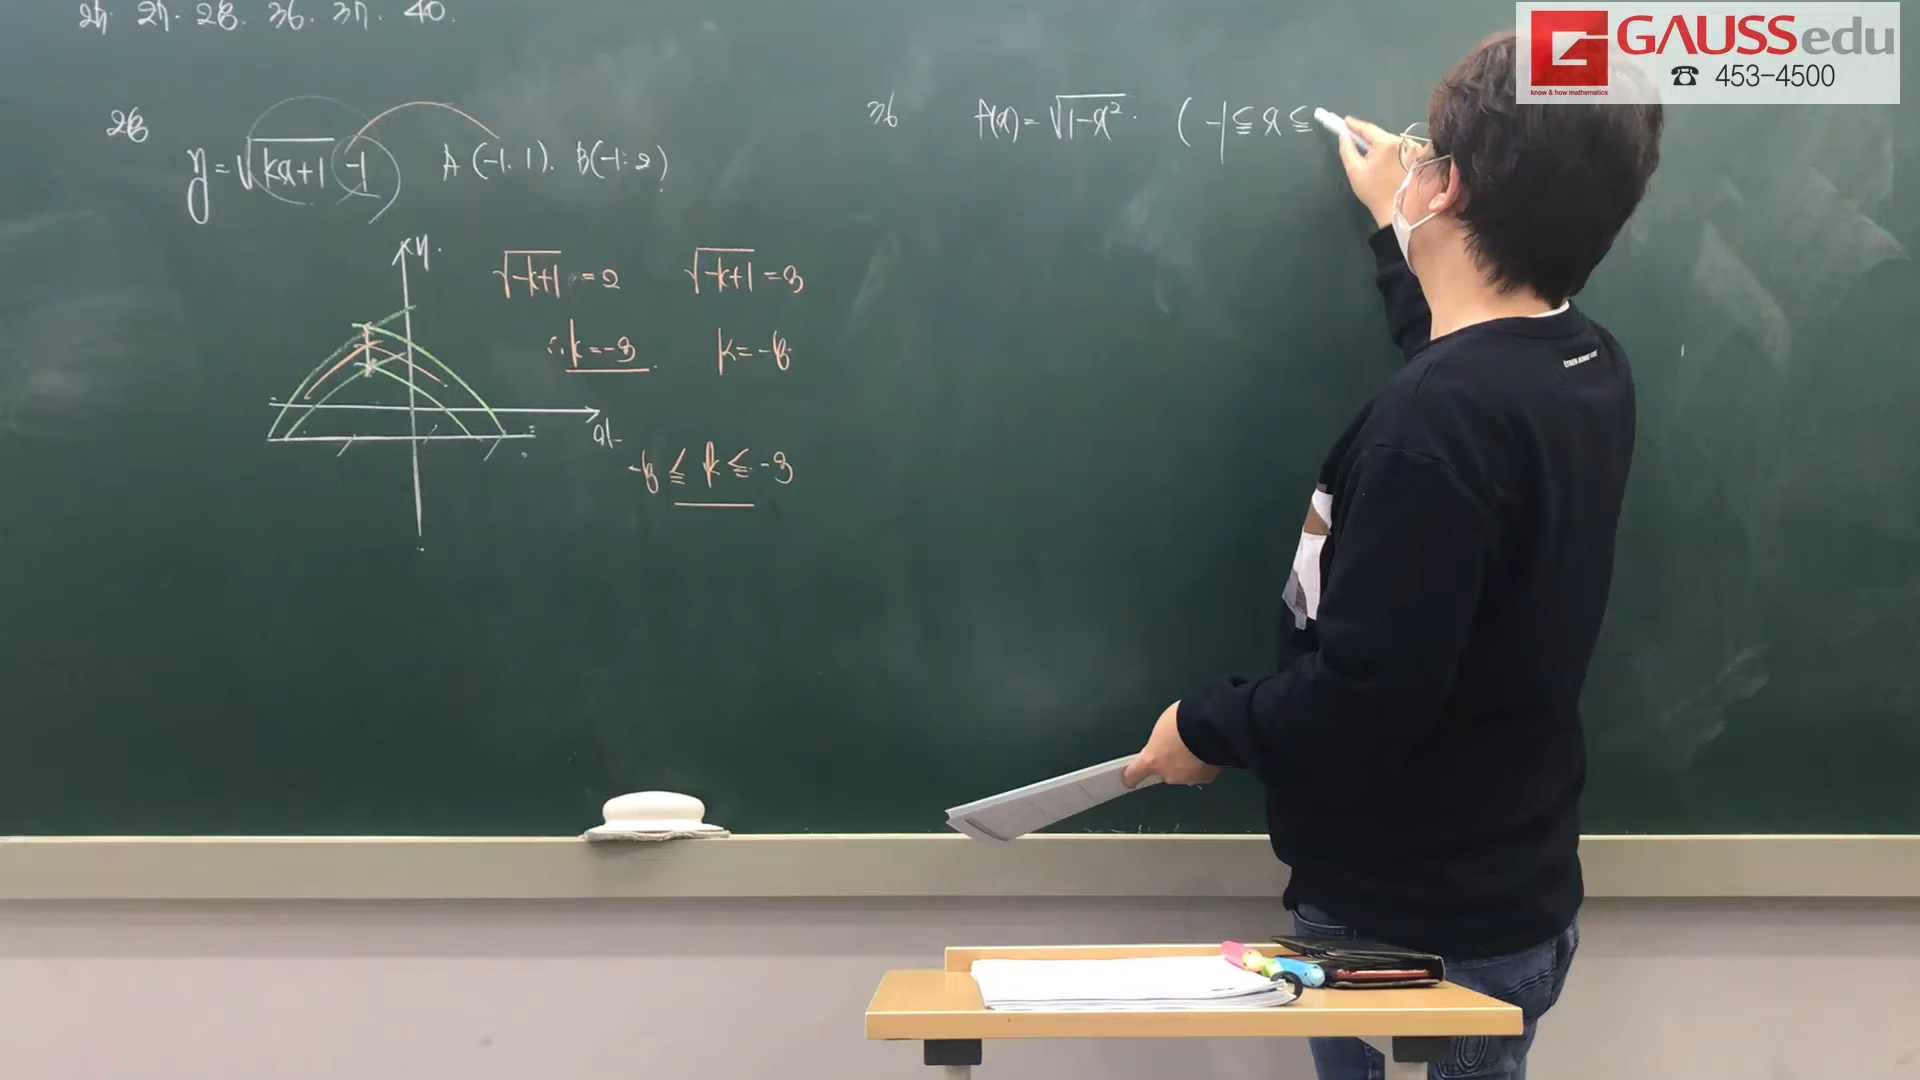 27. 28. 36. 37. 40.
28
y=√(kx+1) -1 A(-1.1). B(-1.2)
y.
√(-k+1) =2 √(-k+1) =3
∴k=-3 k=-8.
x
-8 ≦ k ≦ -3
36 f(x)=√(1-x²). ( -1≦x≦
GAUSSedu
know & how mathematics
☎ 453-4500